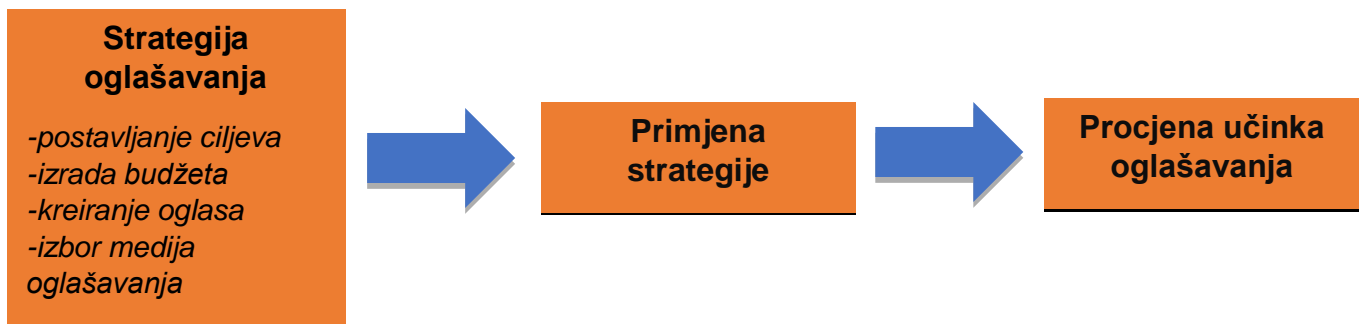 Strategija
oglašavanja
-postavljanje ciljeva
-izrada budžeta
-kreiranje oglasa
-izbor medija
oglašavanja
Primjena
strategije
Procjena učinka
oglašavanja